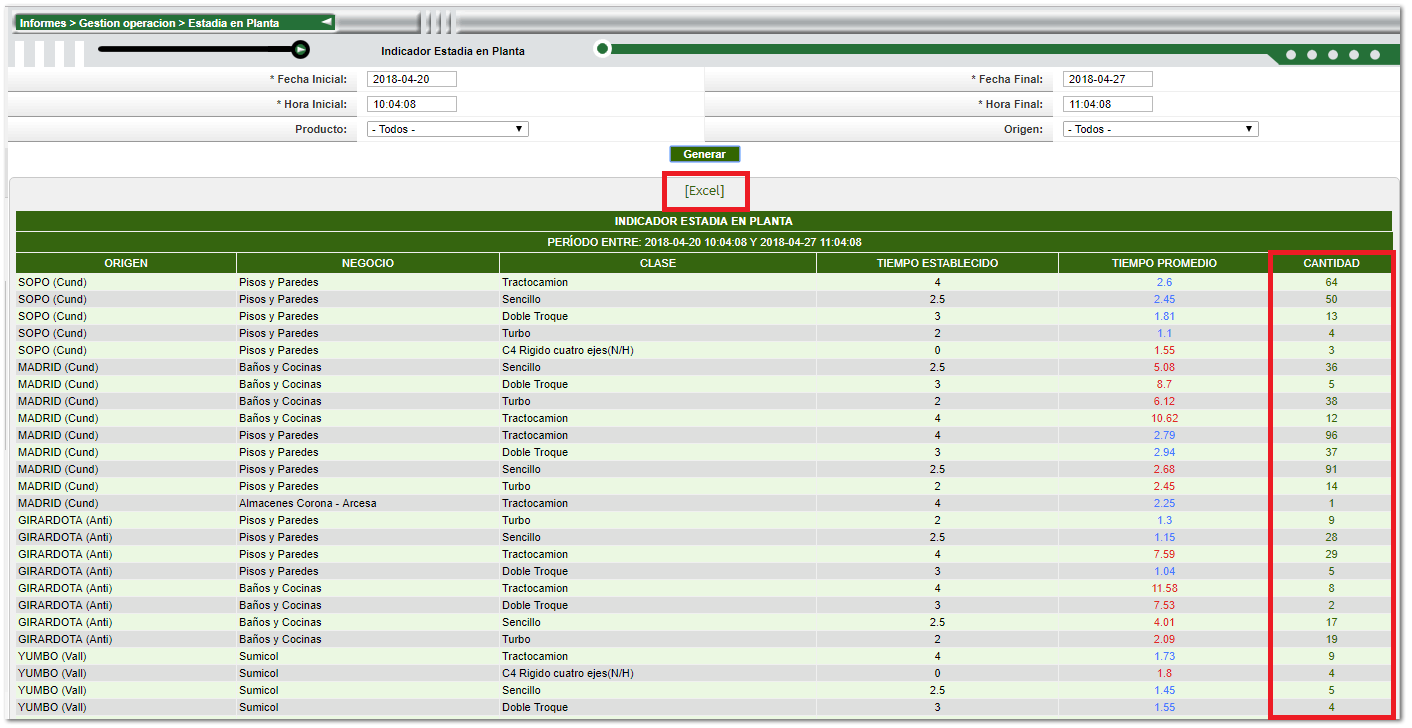 Informes > Gestion operacion > Estadia en Planta
Indicador Estadia en Planta
* Fecha Inicial: 2018-04-20 * Fecha Final: 2018-04-27
* Hora Inicial: 10:04:08 * Hora Final: 11:04:08
Producto: - Todos - Origen: - Todos -
Generar
[Excel]
INDICADOR ESTADIA EN PLANTA
PERÍODO ENTRE: 2018-04-20 10:04:08 Y 2018-04-27 11:04:08
ORIGEN NEGOCIO CLASE TIEMPO ESTABLECIDO TIEMPO PROMEDIO CANTIDAD
SOPO (Cund) Pisos y Paredes Tractocamion 4 2.6 64
SOPO (Cund) Pisos y Paredes Sencillo 2.5 2.45 50
SOPO (Cund) Pisos y Paredes Doble Troque 3 1.81 13
SOPO (Cund) Pisos y Paredes Turbo 2 1.1 4
SOPO (Cund) Pisos y Paredes C4 Rigido cuatro ejes(N/H) 0 1.55 3
MADRID (Cund) Baños y Cocinas Sencillo 2.5 5.08 36
MADRID (Cund) Baños y Cocinas Doble Troque 3 8.7 5
MADRID (Cund) Baños y Cocinas Turbo 2 6.12 38
MADRID (Cund) Baños y Cocinas Tractocamion 4 10.62 12
MADRID (Cund) Pisos y Paredes Tractocamion 4 2.79 96
MADRID (Cund) Pisos y Paredes Doble Troque 3 2.94 37
MADRID (Cund) Pisos y Paredes Sencillo 2.5 2.68 91
MADRID (Cund) Pisos y Paredes Turbo 2 2.45 14
MADRID (Cund) Almacenes Corona - Arcesa Tractocamion 4 2.25 1
GIRARDOTA (Anti) Pisos y Paredes Turbo 2 1.3 9
GIRARDOTA (Anti) Pisos y Paredes Sencillo 2.5 1.15 28
GIRARDOTA (Anti) Pisos y Paredes Tractocamion 4 7.59 29
GIRARDOTA (Anti) Pisos y Paredes Doble Troque 3 1.04 5
GIRARDOTA (Anti) Baños y Cocinas Tractocamion 4 11.58 8
GIRARDOTA (Anti) Baños y Cocinas Doble Troque 3 7.53 2
GIRARDOTA (Anti) Baños y Cocinas Sencillo 2.5 4.01 17
GIRARDOTA (Anti) Baños y Cocinas Turbo 2 2.09 19
YUMBO (Vall) Sumicol Tractocamion 4 1.73 9
YUMBO (Vall) Sumicol C4 Rigido cuatro ejes(N/H) 0 1.8 4
YUMBO (Vall) Sumicol Sencillo 2.5 1.45 5
YUMBO (Vall) Sumicol Doble Troque 3 1.55 4